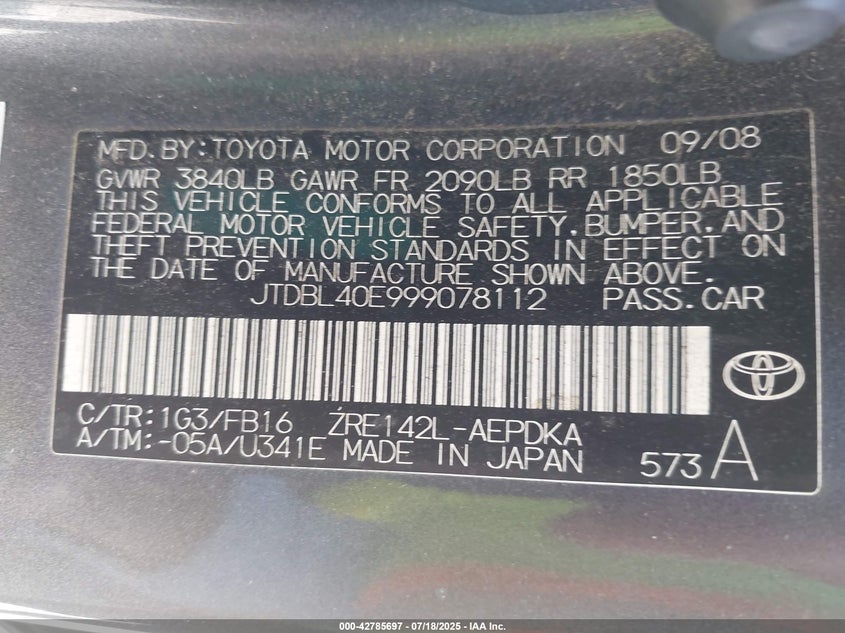 MFD.BY:TOYOTA MOTOR CORPORATION 09/08
GVWR 3840LB GAWR FR 2090LB RR 1850LB
THIS VEHICLE CONFORMS TO ALL APPLICABLE
FEDERAL MOTOR VEHICLE SAFETY.BUMPER.AND
THEFT PREVENTION STANDARDS IN EFFECT ON
THE DATE OF MANUFACTURE SHOWN ABOVE.
JTDBL40E999078112 PASS.CAR
C/TR:1G3/FB16 ZRE142L-AEPDKA
A/TM:-05A/U341E MADE IN JAPAN 573 A
000-42785697 - 07/18/2025 - IAA Inc.